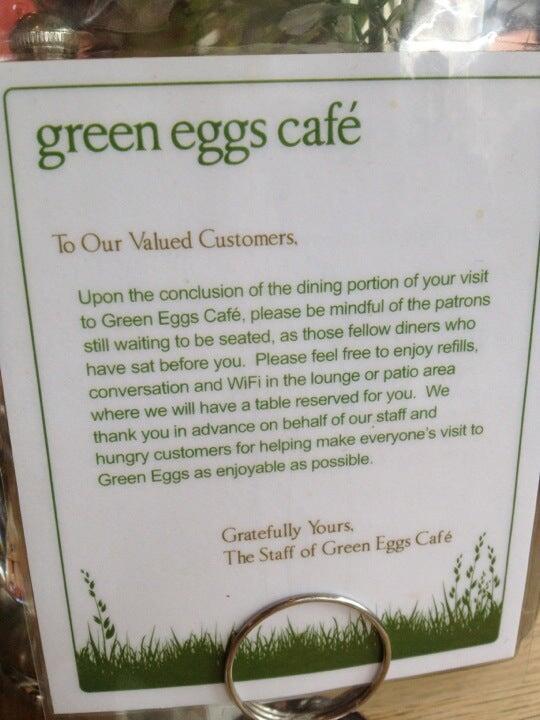 green eggs café
To Our Valued Customers,
Upon the conclusion of the dining portion of your visit
to Green Eggs Café, please be mindful of the patrons
still waiting to be seated, as those fellow diners who
have sat before you. Please feel free to enjoy refills,
conversation and WiFi in the lounge or patio area
where we will have a table reserved for you. We
thank you in advance on behalf of our staff and
hungry customers for helping make everyone's visit to
Green Eggs as enjoyable as possible.
Gratefully Yours,
The Staff of Green Eggs Café